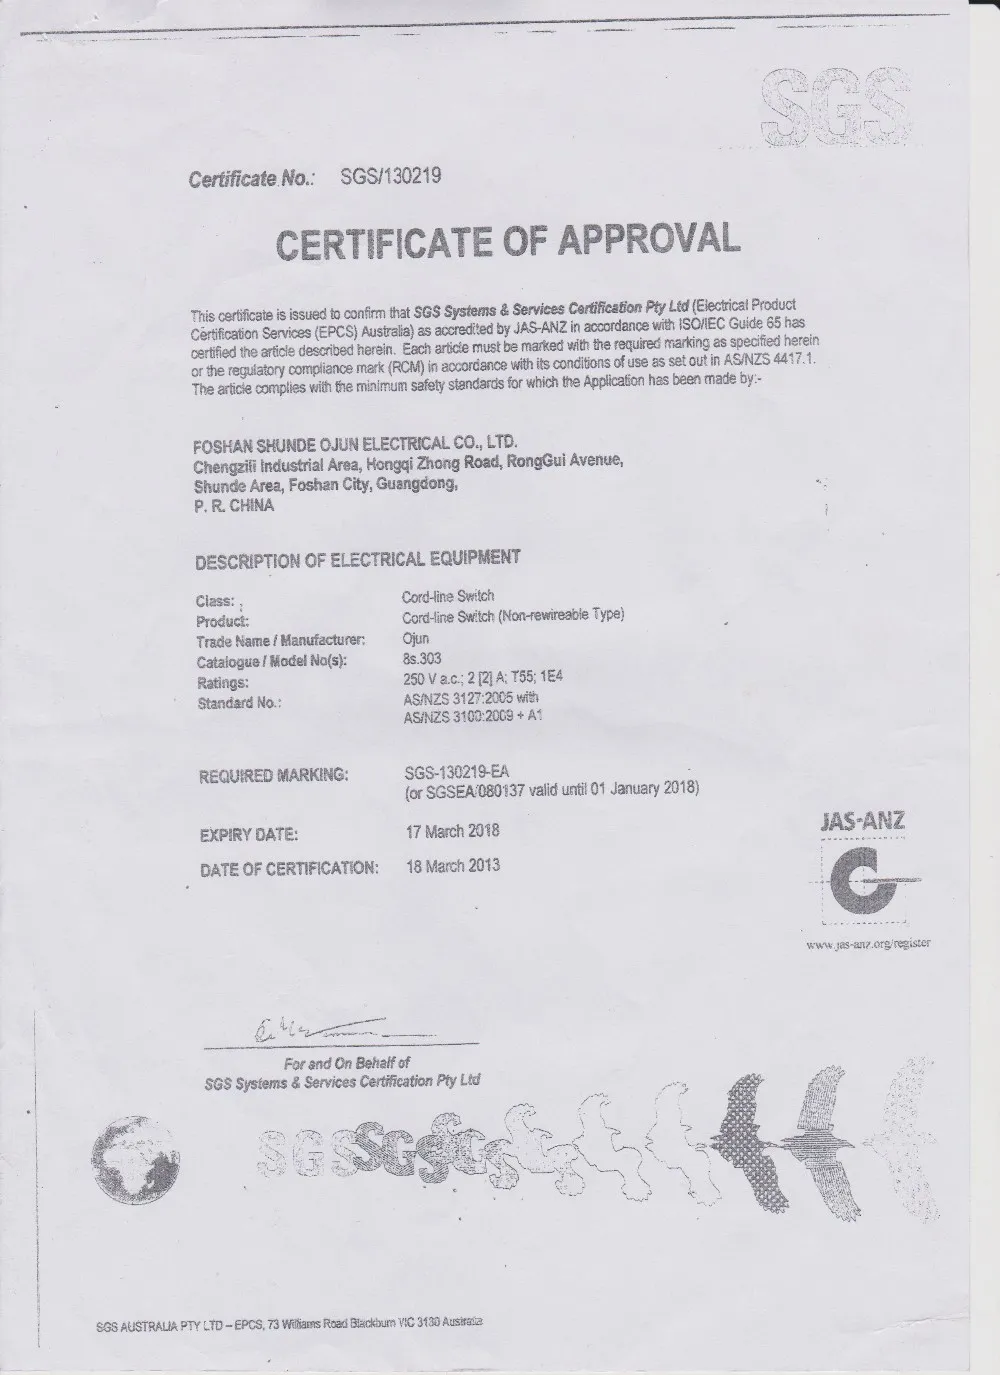 SGS
Certificate No.: SGS/130219
CERTIFICATE OF APPROVAL
This certificate is issued to confirm that SGS Systems & Services Certification Pty Ltd (Electrical Product
Certification Services (EPCS) Australia) as accredited by JAS-ANZ in accordance with ISO/IEC Guide 65 has
certified the article described herein. Each article must be marked with the required marking as specified herein
or the regulatory compliance mark (RCM) in accordance with its conditions of use as set out in AS/NZS 4417.1.
The article complies with the minimum safety standards for which the Application has been made by:-
FOSHAN SHUNDE OJUN ELECTRICAL CO., LTD.
Chengzili Industrial Area, Hongqi Zhong Road, RongGui Avenue,
Shunde Area, Foshan City, Guangdong,
P. R. CHINA
DESCRIPTION OF ELECTRICAL EQUIPMENT
Class: Cord-line Switch
Product: Cord-line Switch (Non-rewireable Type)
Trade Name / Manufacturer: Ojun
Catalogue / Model No(s): 8s.303
Ratings: 250 V a.c.; 2 [2] A; T55; 1E4
Standard No.: AS/NZS 3127:2005 with
AS/NZS 3100:2009 + A1
REQUIRED MARKING: SGS-130219-EA
(or SGSEA/080137 valid until 01 January 2018)
EXPIRY DATE: 17 March 2018
DATE OF CERTIFICATION: 18 March 2013
JAS-ANZ
www.jas-anz.org/register
For and On Behalf of
SGS Systems & Services Certification Pty Ltd
SGS SGS SG
SGS AUSTRALIA PTY LTD – EPCS, 73 Williams Road Blackburn VIC 3130 Australia